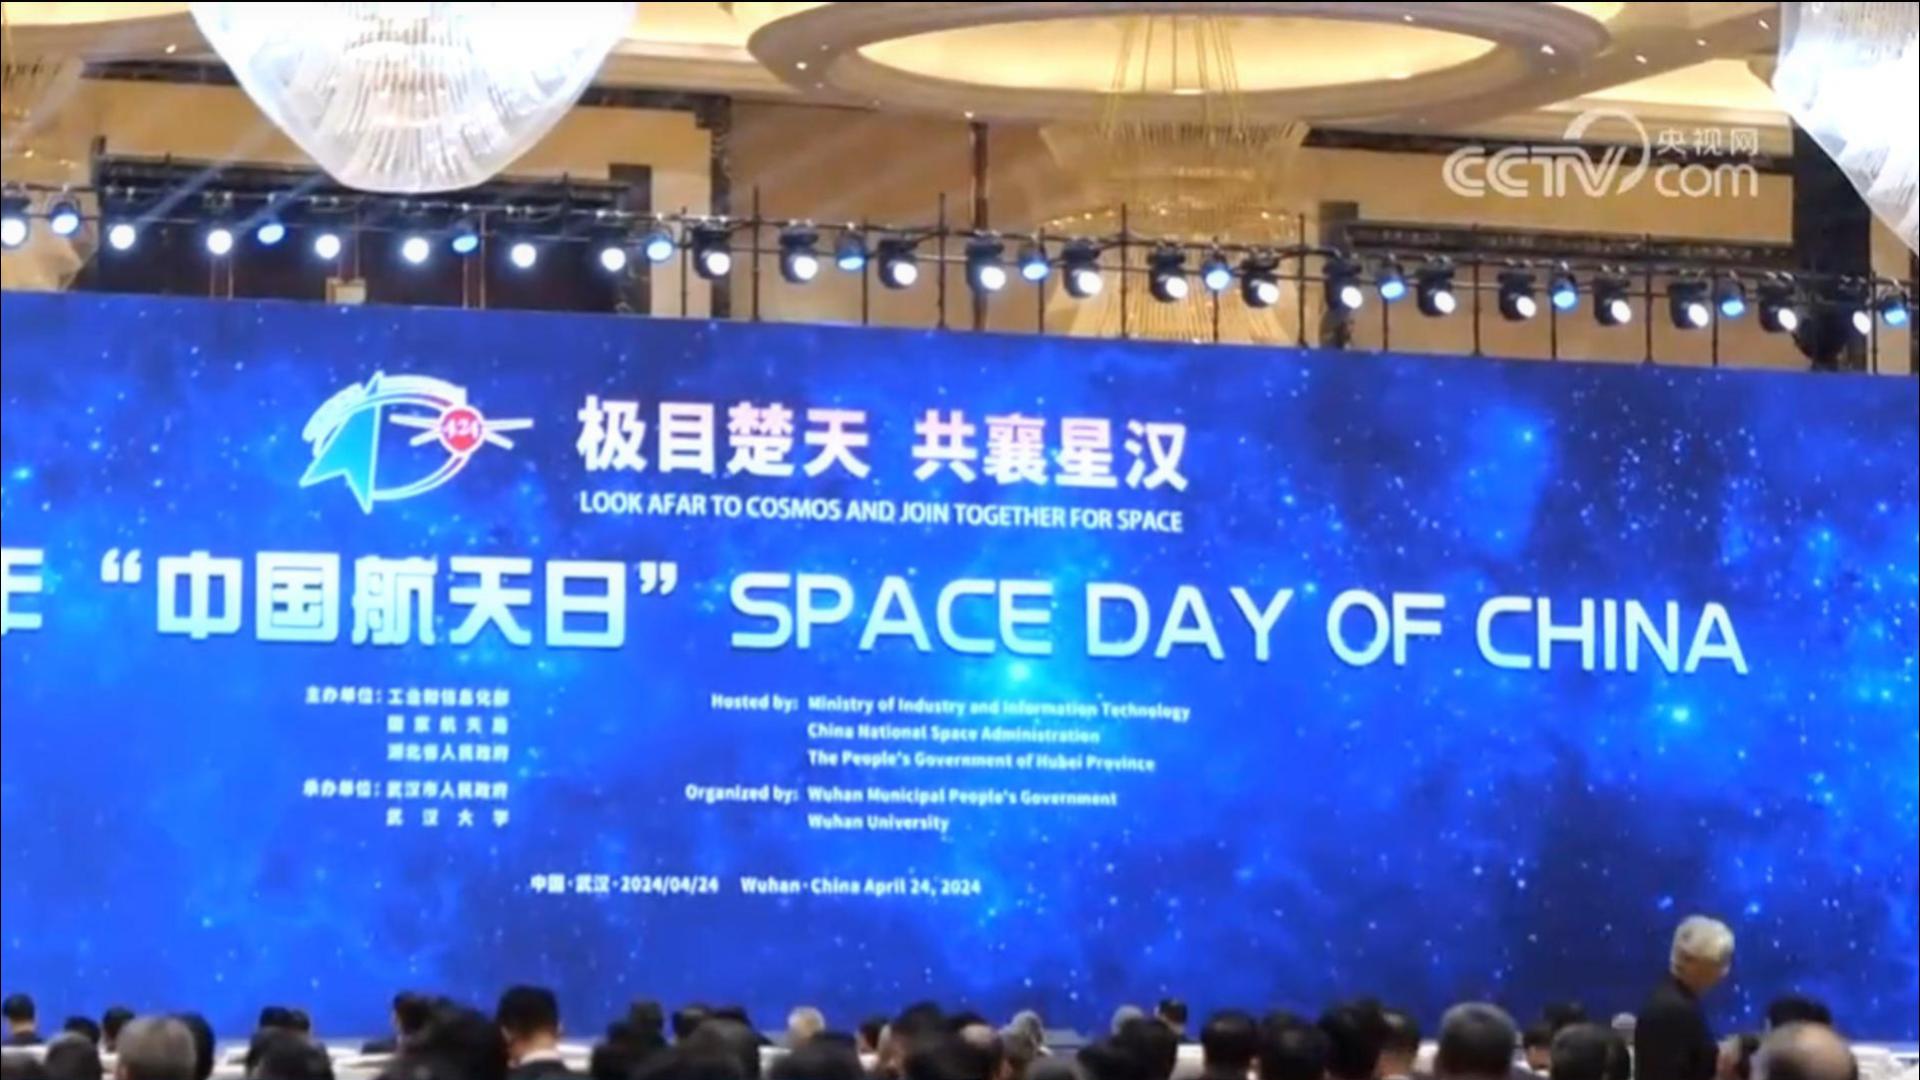 央视网
CCTV com
424
极目楚天 共襄星汉
LOOK AFAR TO COSMOS AND JOIN TOGETHER FOR SPACE
年 “中国航天日” SPACE DAY OF CHINA
主办单位：工业和信息化部
国家航天局
湖北省人民政府
承办单位：武汉市人民政府
武汉大学
Hosted by: Ministry of Industry and Information Technology
China National Space Administration
The People's Government of Hubei Province
Organized by: Wuhan Municipal People's Government
Wuhan University
中国·武汉·2024/04/24 Wuhan·China April 24, 2024